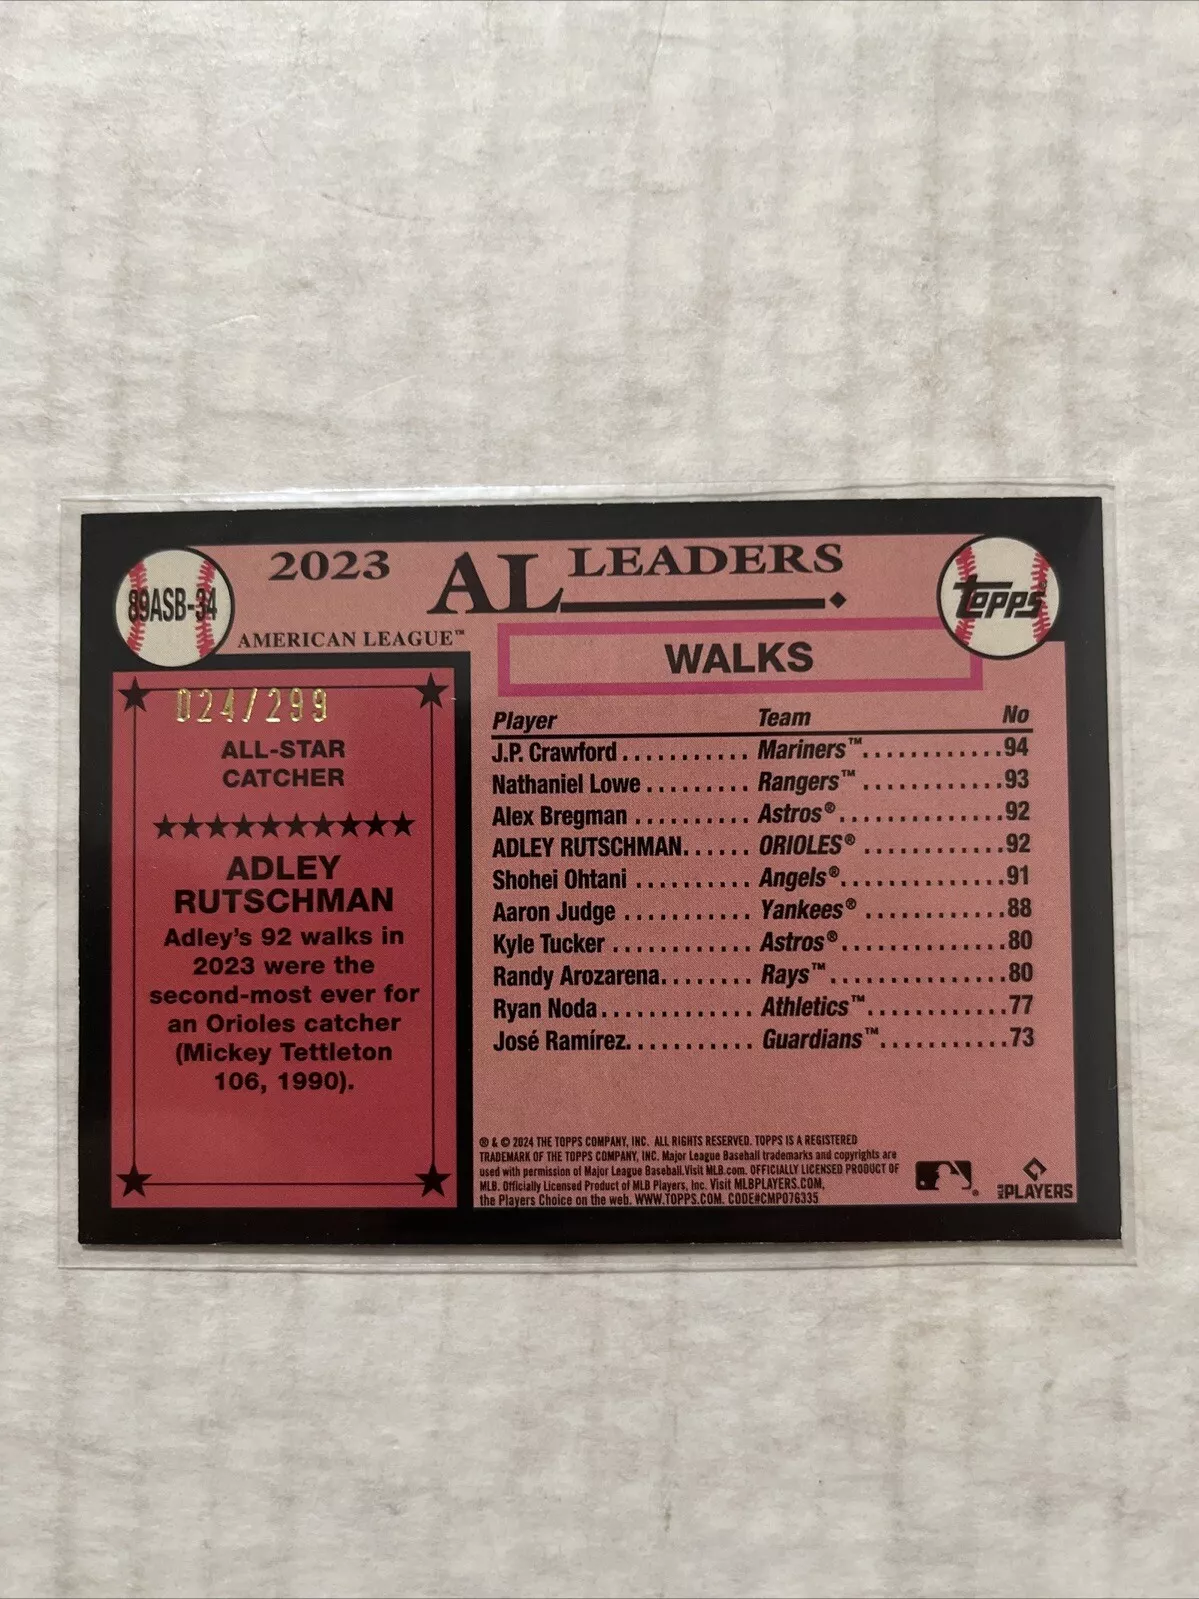 89ASB-34
2023 AL LEADERS
AMERICAN LEAGUE™
TOPPS®
024/299
ALL-STAR
CATCHER
ADLEY
RUTSCHMAN
Adley's 92 walks in
2023 were the
second-most ever for
an Orioles catcher
(Mickey Tettleton
106, 1990).
WALKS
Player Team No
J.P. Crawford........... Mariners™............94
Nathaniel Lowe ......... Rangers™ ............93
Alex Bregman .......... Astros®..............92
ADLEY RUTSCHMAN...... ORIOLES® ............92
Shohei Ohtani .......... Angels®..............91
Aaron Judge ........... Yankees® ............88
Kyle Tucker ............ Astros®..............80
Randy Arozarena........ Rays™...............80
Ryan Noda............. Athletics™............77
José Ramírez........... Guardians™...........73
® & © 2024 THE TOPPS COMPANY, INC. ALL RIGHTS RESERVED. TOPPS IS A REGISTERED
TRADEMARK OF THE TOPPS COMPANY, INC. Major League Baseball trademarks and copyrights are
used with permission of Major League Baseball. Visit MLB.com. OFFICIALLY LICENSED PRODUCT OF
MLB. Officially Licensed Product of MLB Players, Inc. Visit MLBPLAYERS.COM,
the Players Choice on the web. WWW.TOPPS.COM. CODE#CMP076335
®
MLB PLAYERS